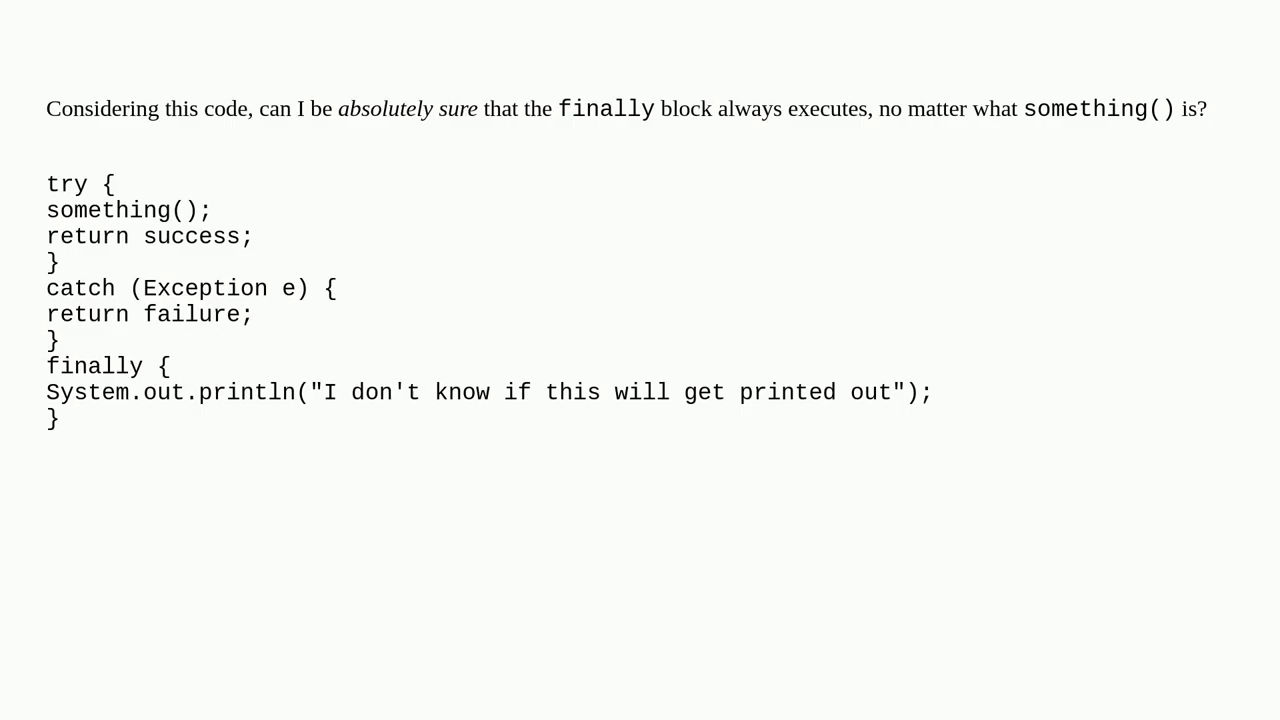 Considering this code, can I be absolutely sure that the finally block always executes, no matter what something() is?
try {
something();
return success;
}
catch (Exception e) {
return failure;
}
finally {
System.out.println("I don't know if this will get printed out");
}